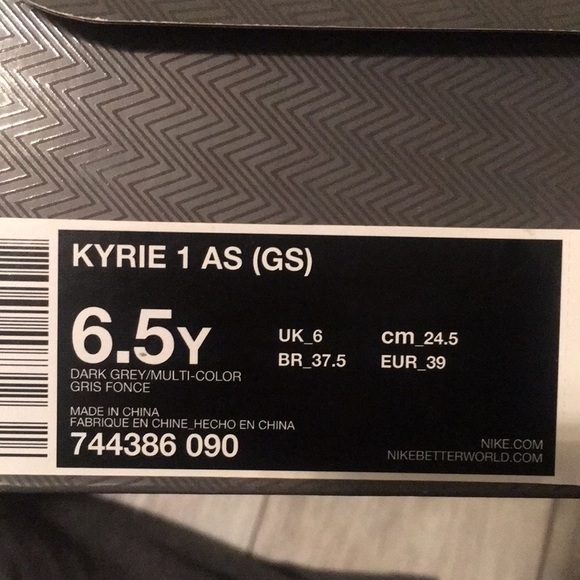 KYRIE 1 AS (GS)
6.5Y
UK_6 cm_24.5
BR_37.5 EUR_39
DARK GREY/MULTI-COLOR
GRIS FONCE
MADE IN CHINA
FABRIQUE EN CHINE_HECHO EN CHINA
744386 090
NIKE.COM
NIKEBETTERWORLD.COM